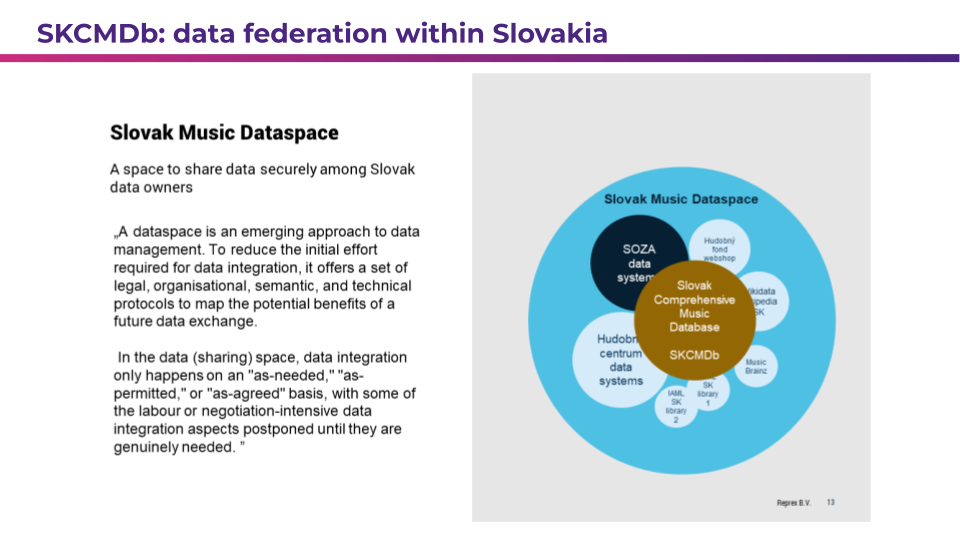 SKCMDb: data federation within Slovakia
Slovak Music Dataspace
A space to share data securely among Slovak
data owners
„A dataspace is an emerging approach to data
management. To reduce the initial effort
required for data integration, it offers a set of
legal, organisational, semantic, and technical
protocols to map the potential benefits of a
future data exchange.
In the data (sharing) space, data integration
only happens on an "as-needed," "as-
permitted," or "as-agreed" basis, with some of
the labour or negotiation-intensive data
integration aspects postponed until they are
genuinely needed. ”
Slovak Music Dataspace
SOZA
data
system
Hudobný
fond
webshop
Slovak
Comprehensive
Music
Database
SKCMDb
SK
Hudobn
centrum
data
systems
Music
Brainz
SK
library
1
IAML
SK
library
2
Reprex B.V.
13